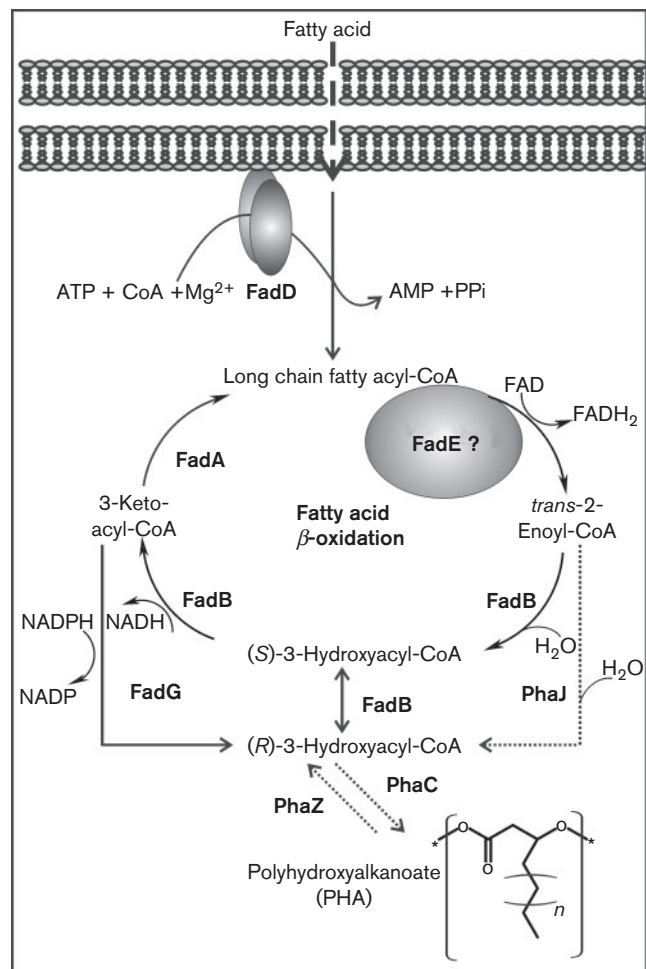 Fatty acid
ATP + CoA +Mg²⁺ FadD
AMP +PPi
Long chain fatty acyl-CoA
FAD
FADH₂
FadE ?
FadA
3-Keto-
acyl-CoA
Fatty acid
β-oxidation
trans-2-
Enoyl-CoA
FadB
FadB
NADPH
NADH
H₂O
(S)-3-Hydroxyacyl-CoA
NADP
FadG
FadB
PhaJ
H₂O
(R)-3-Hydroxyacyl-CoA
PhaC
PhaZ
Polyhydroxyalkanoate
(PHA)
* O O *
O
n